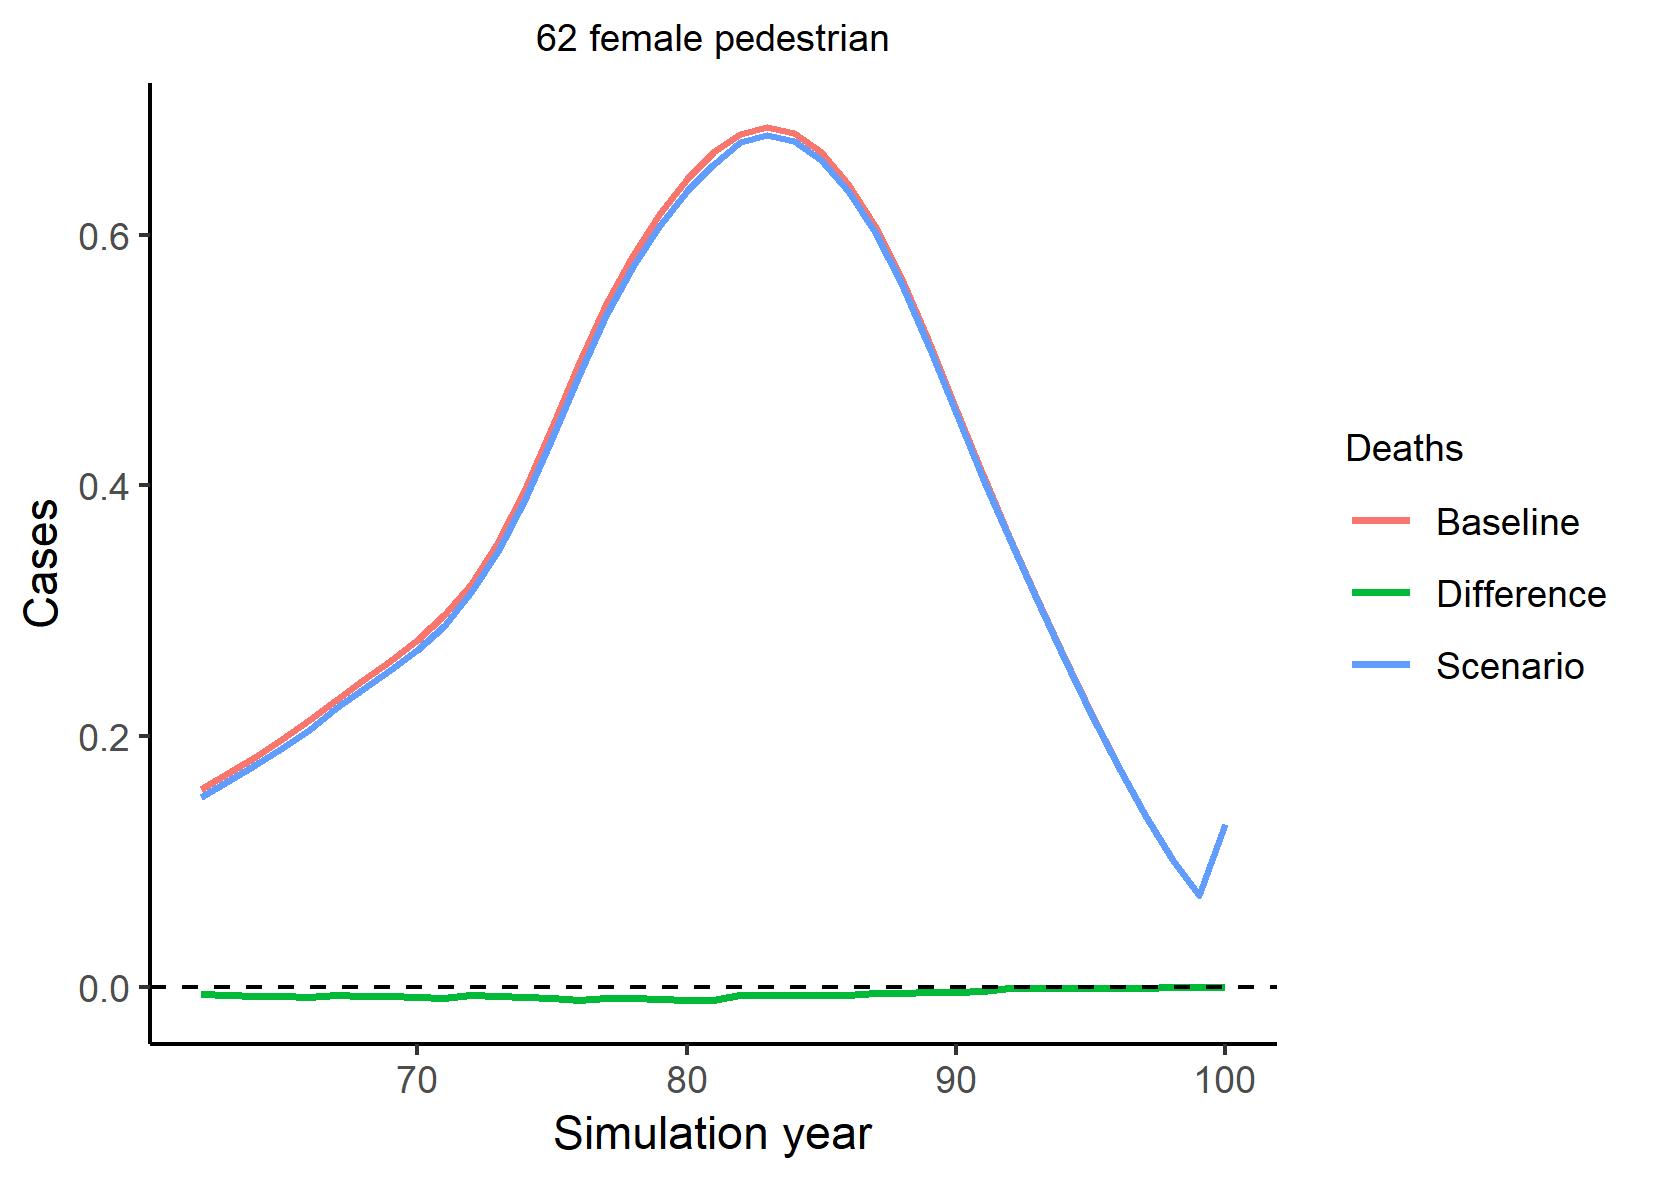 62 female pedestrian
Cases
0.6
0.4
0.2
0.0
70 80 90 100
Simulation year
Deaths
Baseline
Difference
Scenario